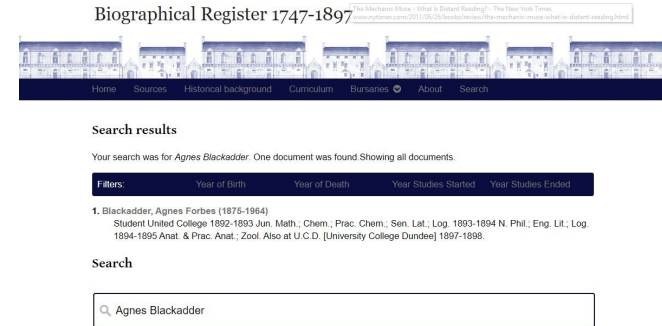 Biographical Register 1747-1897
The Mechanic Muse - What Is Distant Reading? - The New York Times
www.nytimes.com/2011/06/26/books/review/the-mechanic-muse-what-is-distant-reading.html
Home Sources Historical background Curriculum Bursaries About Search
Search results
Your search was for Agnes Blackadder. One document was found.Showing all documents.
Filters: Year of Birth Year of Death Year Studies Started Year Studies Ended
1. Blackadder, Agnes Forbes (1875-1964)
Student United College 1892-1893 Jun. Math.; Chem.; Prac. Chem.; Sen. Lat.; Log. 1893-1894 N. Phil.; Eng. Lit.; Log.
1894-1895 Anat. & Prac. Anat.; Zool. Also at U.C.D. [University College Dundee] 1897-1898.
Search
Agnes Blackadder